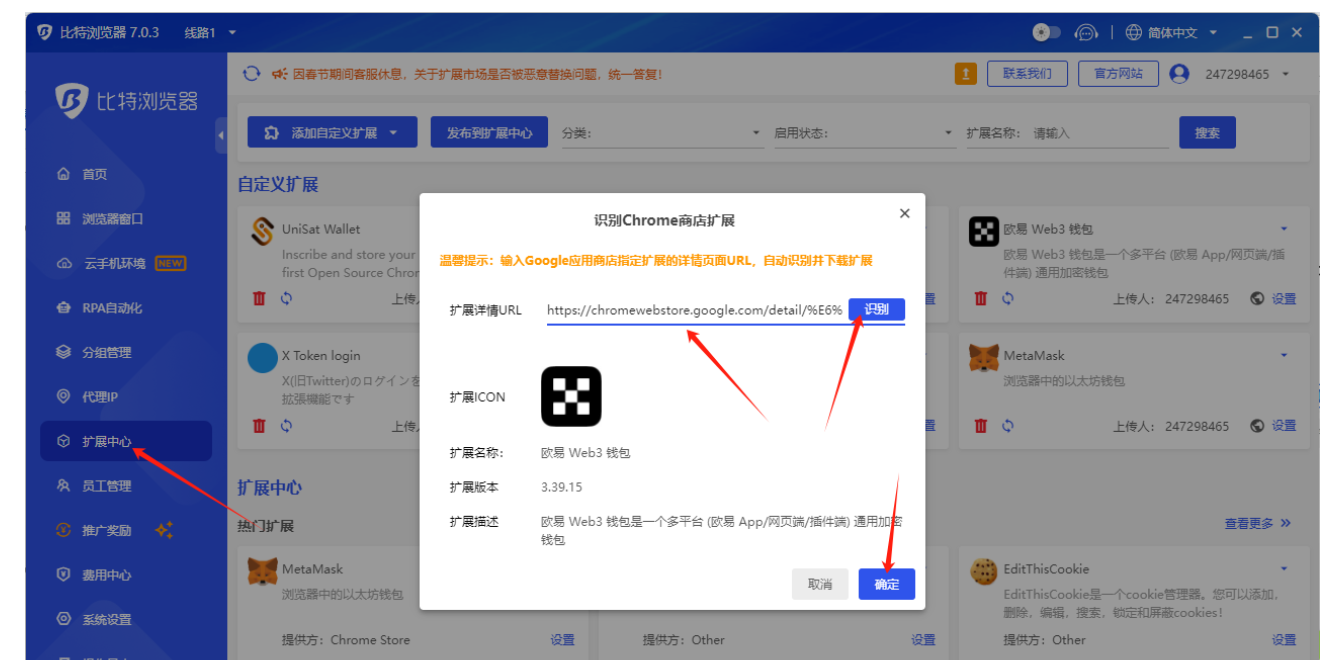 比特浏览器 7.0.3 线路1
简体中文
比特浏览器
因春节期间客服休息，关于扩展市场是否被恶意替换问题，统一答复！
联系我们
官方网站
247298465
添加自定义扩展
发布到扩展中心
分类:
启用状态:
扩展名称: 请输入
搜索
首页
浏览器窗口
云手机环境 NEW
RPA自动化
分组管理
代理IP
扩展中心
员工管理
推广奖励
费用中心
系统设置
自定义扩展
UniSat Wallet
Inscribe and store your
first Open Source Chror
上传
X Token login
X(旧Twitter)のログインを
拡張機能です
上传
识别Chrome商店扩展
温馨提示: 输入Google应用商店指定扩展的详情页面URL，自动识别并下载扩展
扩展详情URL
https://chromewebstore.google.com/detail/%E6%
识别
扩展ICON
扩展名称: 欧易 Web3 钱包
扩展版本 3.39.15
扩展描述 欧易 Web3 钱包是一个多平台 (欧易 App/网页端/插件端) 通用加密
钱包
取消
确定
置
置
欧易 Web3 钱包
欧易 Web3 钱包是一个多平台 (欧易 App/网页端/插
件端) 通用加密钱包
上传人: 247298465 设置
MetaMask
浏览器中的以太坊钱包
上传人: 247298465 设置
扩展中心
热门扩展
查看更多
MetaMask
浏览器中的以太坊钱包
提供方: Chrome Store 设置
提供方: Other 设置
EditThisCookie
EditThisCookie是一个cookie管理器。您可以添加,
删除，编辑，搜索，锁定和屏蔽cookies!
提供方: Other 设置